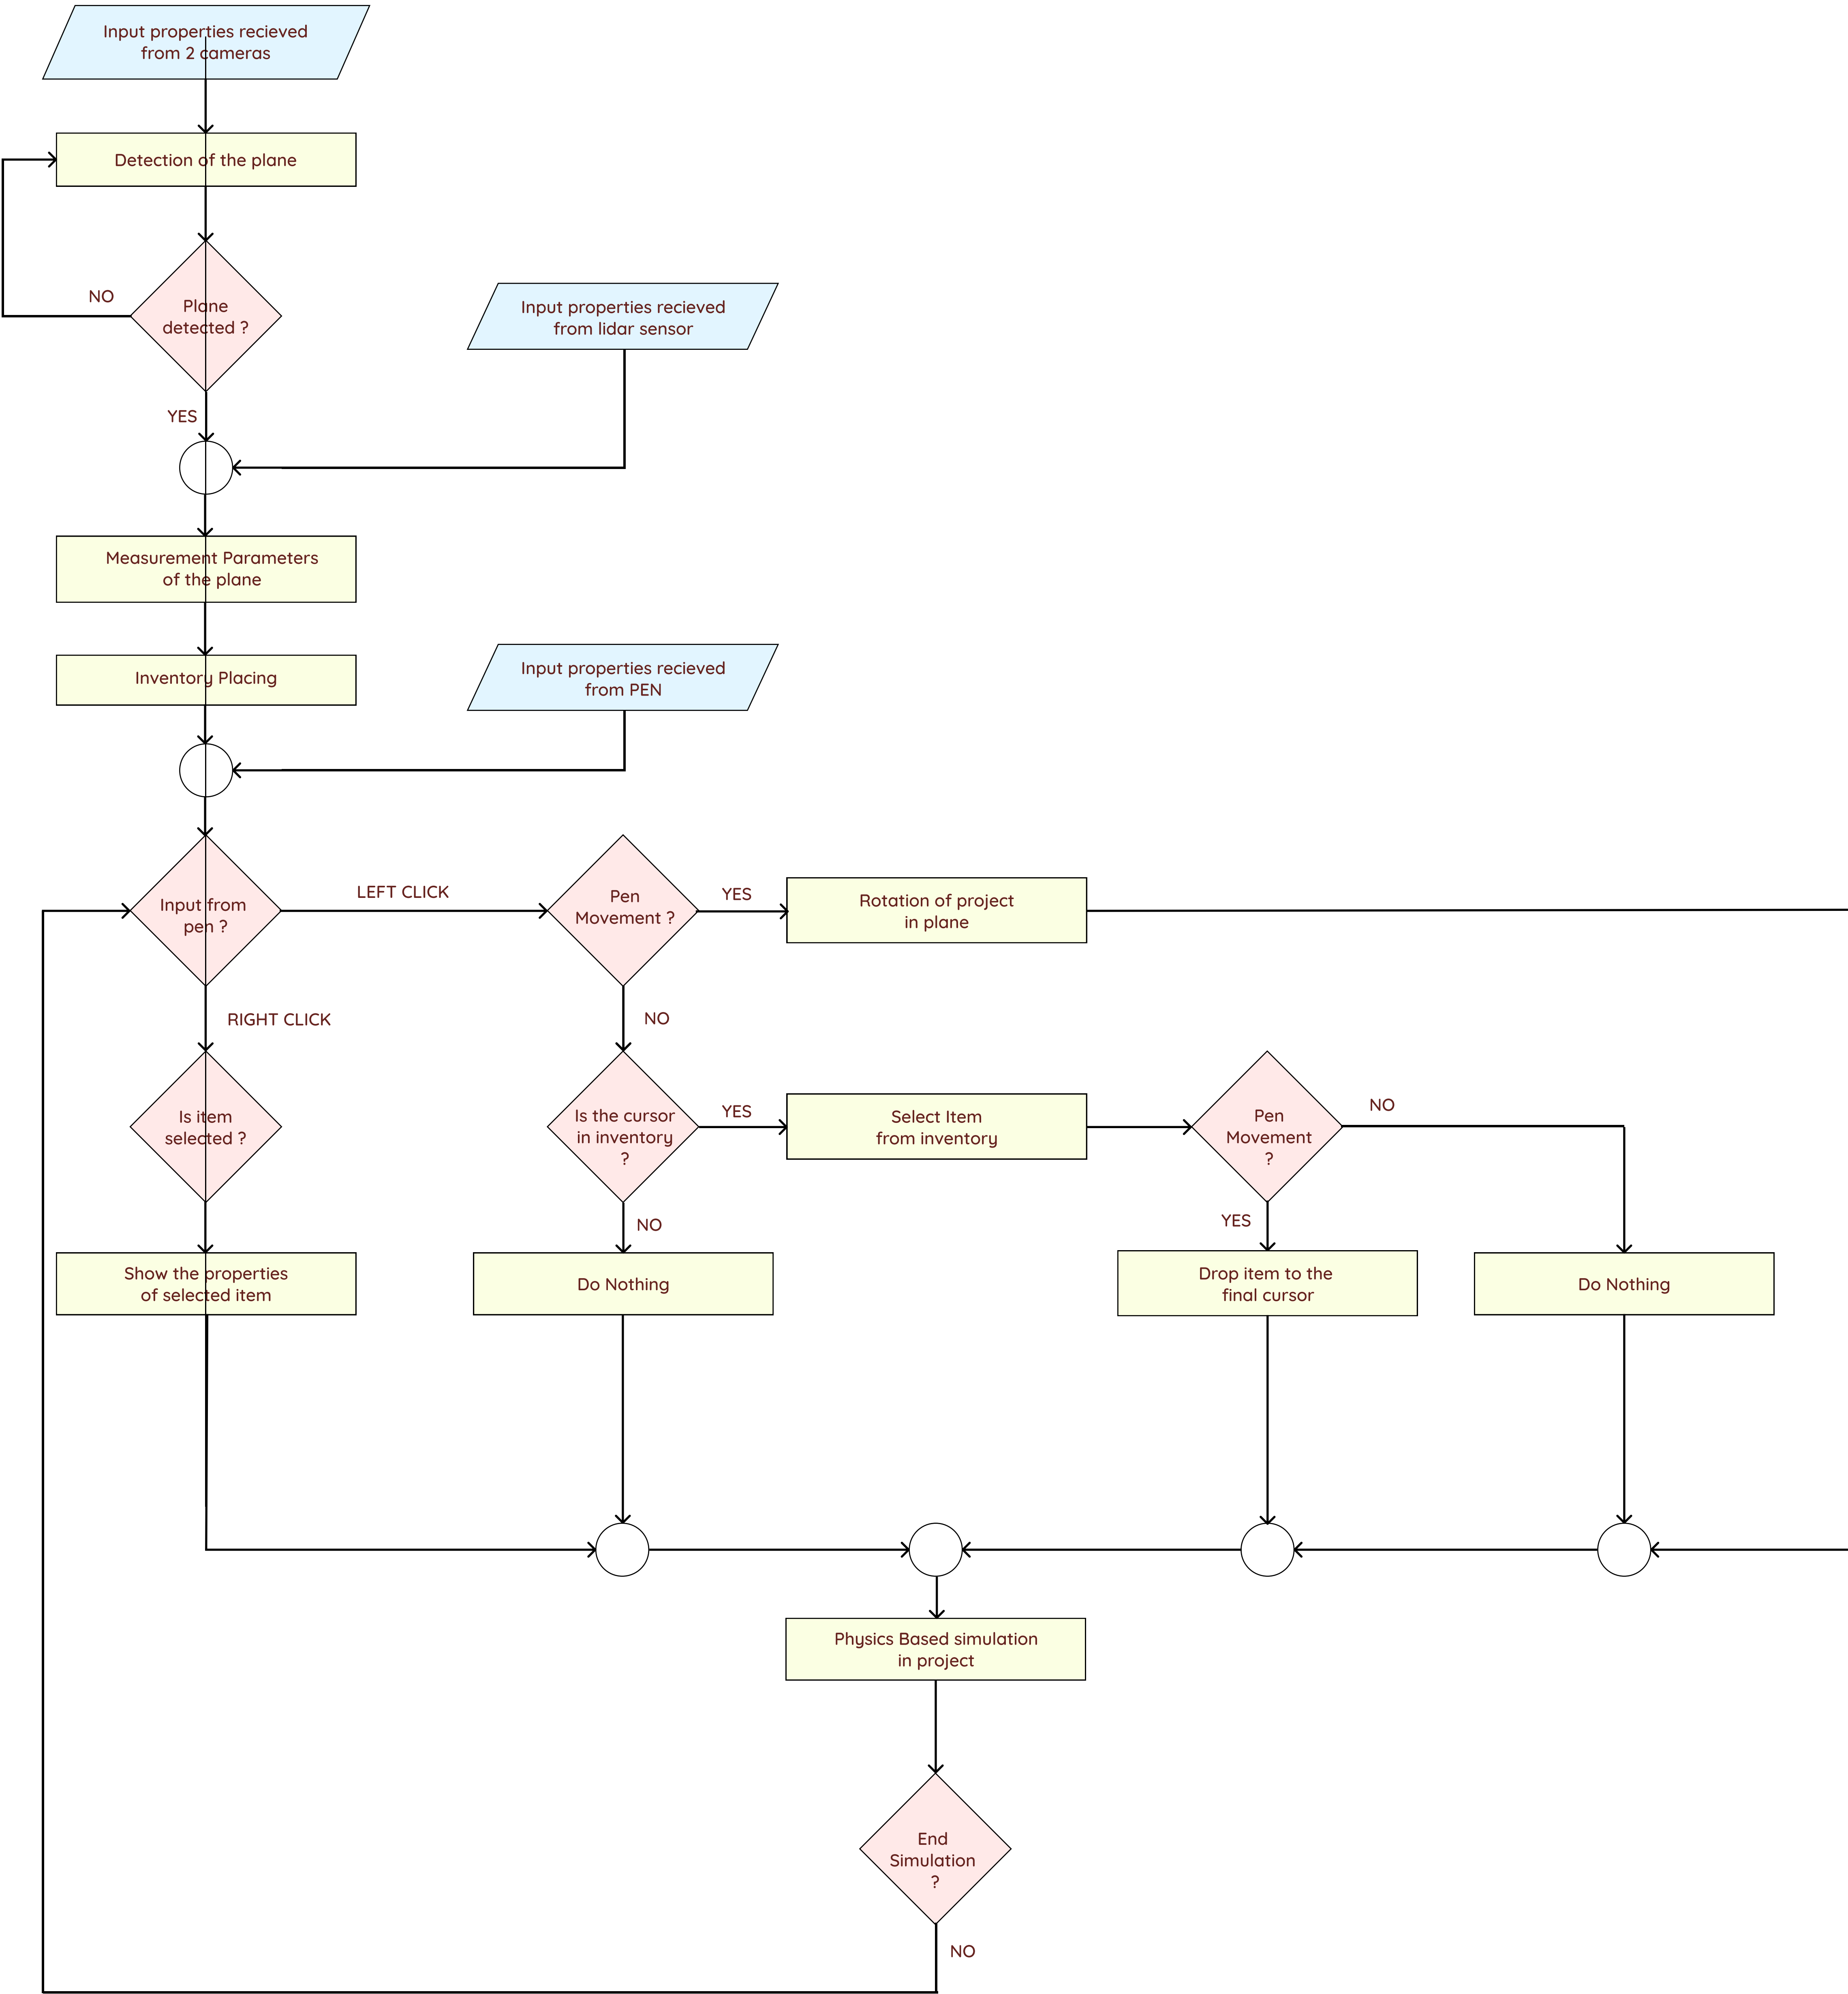 Input properties recieved
from 2 cameras
Detection of the plane
Plane
detected ?
NO
YES
Input properties recieved
from lidar sensor
Measurement Parameters
of the plane
Inventory Placing
Input properties recieved
from PEN
Input from
pen ?
LEFT CLICK
Pen
Movement ?
YES
Rotation of project
in plane
RIGHT CLICK
NO
Is item
selected ?
Is the cursor
in inventory
?
YES
Select Item
from inventory
Pen
Movement
?
NO
NO
YES
Show the properties
of selected item
Do Nothing
Drop item to the
final cursor
Do Nothing
Physics Based simulation
in project
End
Simulation
?
NO